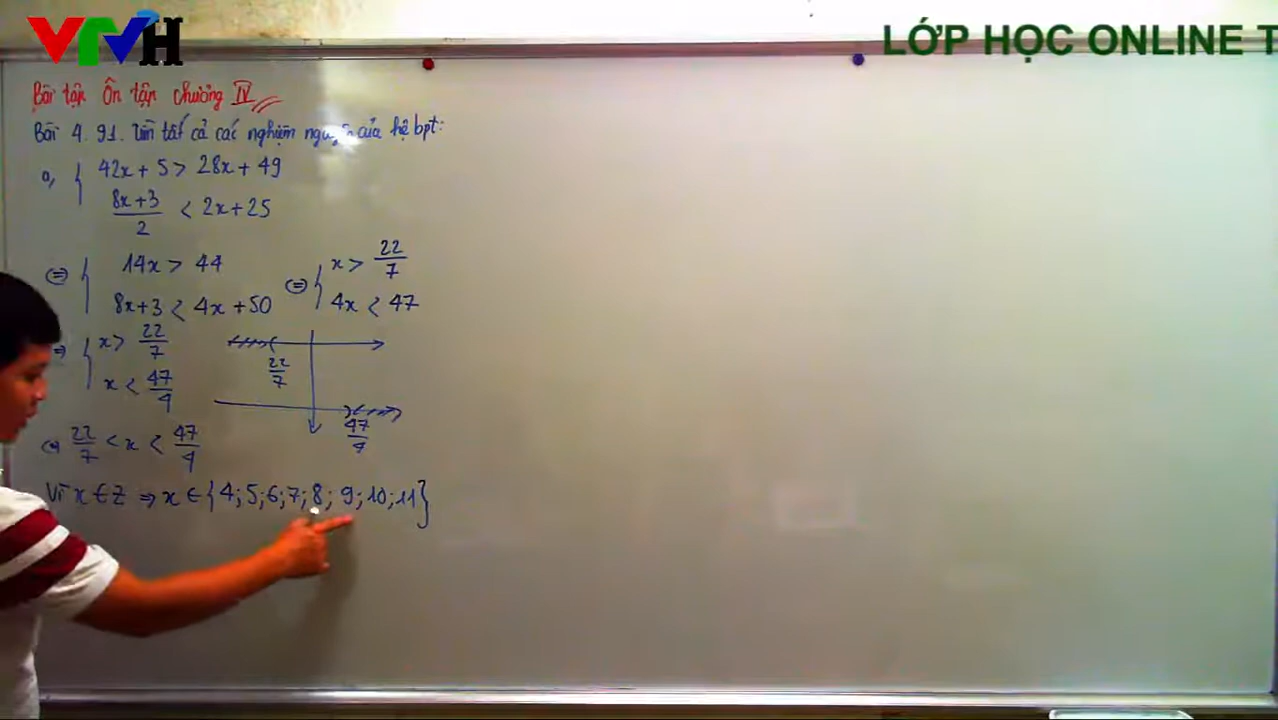 VTVH
LỚP HỌC ONLINE T
Bài tập Ôn tập chương IV
Bài 4.91. Tìm tất cả các nghiệm nguyên của hệ bpt:
a, { 42x + 5 > 28x + 49
8x+3/2 < 2x+25
⇔ { 14x > 44
8x+3 < 4x +50
⇔ { x > 22/7
4x < 47
⇔ { x > 22/7
x < 47/4
22/7
47/4
⇔ 22/7 < x < 47/4
Vì x ∈ Z ⇒ x ∈ {4;5;6;7;8; 9;10;11}